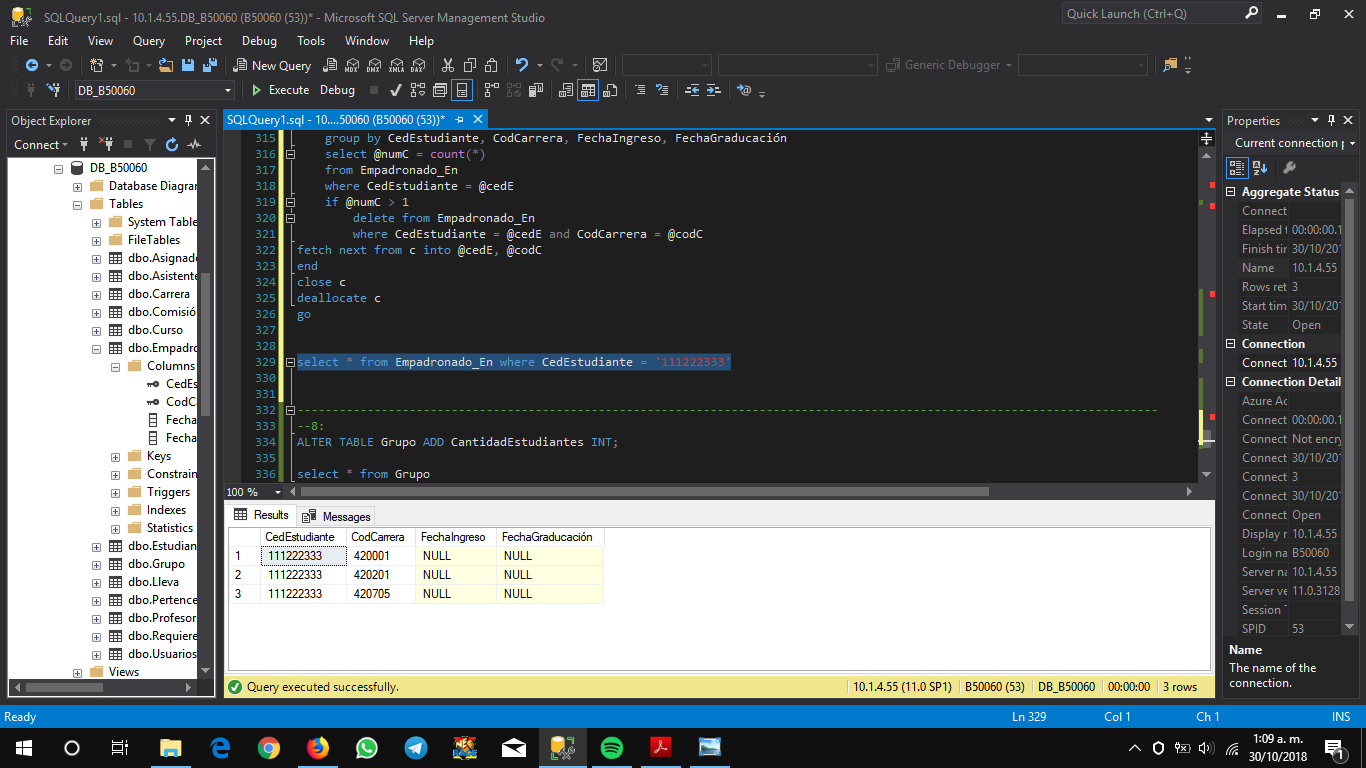 SQLQuery1.sql - 10.1.4.55.DB_B50060 (B50060 (53))* - Microsoft SQL Server Management Studio
Quick Launch (Ctrl+Q)
File Edit View Query Project Debug Tools Window Help
New Query MDX DMX XMLA DAX Generic Debugger
DB_B50060 Execute Debug
Object Explorer
Connect
DB_B50060
Database Diagran
Tables
System Table
FileTables
dbo.Asignado
dbo.Asistente
dbo.Carrera
dbo.Comisió
dbo.Curso
dbo.Empadro
Columns
CedEs
CodC
Fecha
Fecha
Keys
Constrain
Triggers
Indexes
Statistics
dbo.Estudian
dbo.Grupo
dbo.Lleva
dbo.Pertence
dbo.Profesor
dbo.Requiere
dbo.Usuarios
Views
SQLQuery1.sql - 10....50060 (B50060 (53))*
315 group by CedEstudiante, CodCarrera, FechaIngreso, FechaGraducación
316 select @numC = count(*)
317 from Empadronado_En
318 where CedEstudiante = @cedE
319 if @numC > 1
320 delete from Empadronado_En
321 where CedEstudiante = @cedE and CodCarrera = @codC
322 fetch next from c into @cedE, @codC
323 end
324 close c
325 deallocate c
326 go
327
328
329 select * from Empadronado_En where CedEstudiante = '111222333'
330
331
332 --------------------------------------------------------------------------------------------------------------------------
333 --8:
334 ALTER TABLE Grupo ADD CantidadEstudiantes INT;
335
336 select * from Grupo
100 %
Results Messages
CedEstudiante CodCarrera FechaIngreso FechaGraducación
1 111222333 420001 NULL NULL
2 111222333 420201 NULL NULL
3 111222333 420705 NULL NULL
Query executed successfully. 10.1.4.55 (11.0 SP1) B50060 (53) DB_B50060 00:00:00 3 rows
Properties
Current connection p
Aggregate Status
Connect
Elapsed t 00:00:00.1
Finish tir 30/10/201
Name 10.1.4.55
Rows ret 3
Start tim 30/10/201
State Open
Connection
Connect 10.1.4.55
Connection Detail
Azure Ac
Connect 00:00:00.1
Connect Not encry
Connect 30/10/201
Connect 3
Connect 30/10/201
Connect Open
Display r 10.1.4.55
Login na B50060
Server na 10.1.4.55
Server ve 11.0.3128
Session
SPID 53
Name
The name of the
connection.
Ready Ln 329 Col 1 Ch 1 INS
1:09 a. m.
30/10/2018
1